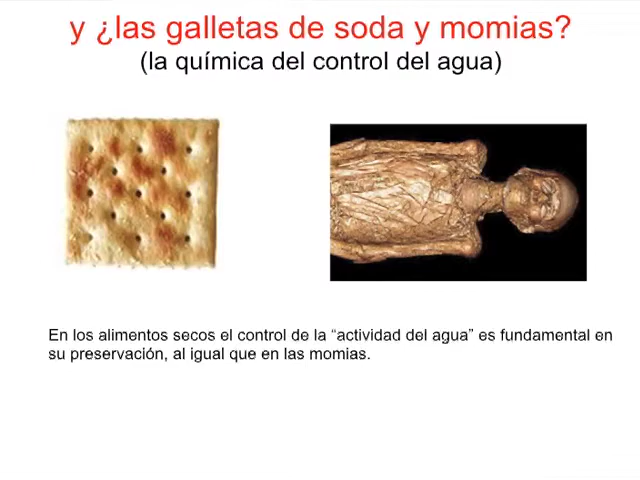 y ¿las galletas de soda y momias?
(la química del control del agua)
En los alimentos secos el control de la “actividad del agua” es fundamental en
su preservación, al igual que en las momias.